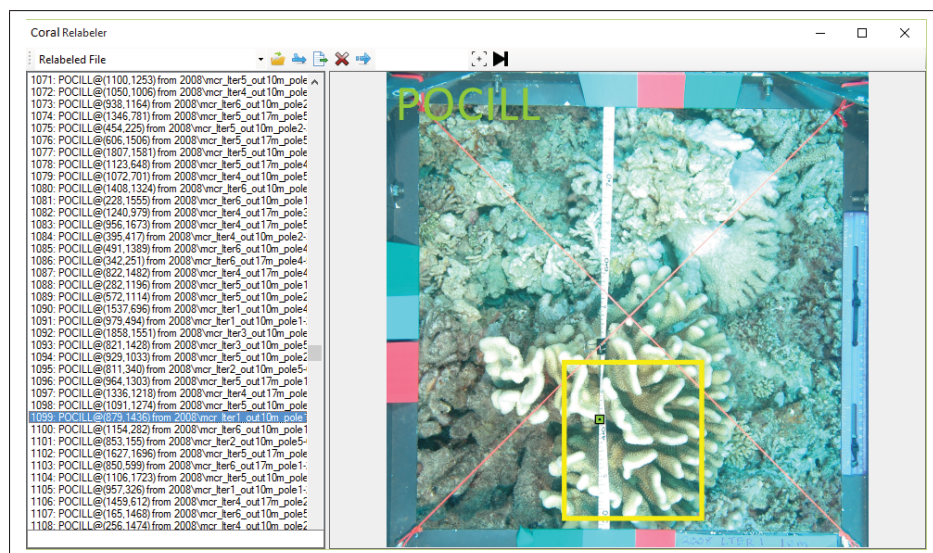 Coral Relabeler
Relabeled File
1071: POCILL@(1100,1253) from 2008\mcr_lter5_out10m_pole
1072: POCILL@(1050,1006) from 2008\mcr_lter4_out10m_pole
1073: POCILL@(938,1164) from 2008\mcr_lter6_out10m_pole2
1074: POCILL@(1346,781) from 2008\mcr_lter5_out17m_pole5
1075: POCILL@(454,225) from 2008\mcr_lter5_out10m_pole2-
1076: POCILL@(606,1506) from 2008\mcr_lter5_out17m_pole5
1077: POCILL@(1807,1581) from 2008\mcr_lter5_out10m_pole
1078: POCILL@(1123,648) from 2008\mcr_lter5_out17m_pole4
1079: POCILL@(1072,701) from 2008\mcr_lter4_out10m_pole5
1080: POCILL@(1408,1324) from 2008\mcr_lter6_out10m_pole
1081: POCILL@(228,1555) from 2008\mcr_lter6_out10m_pole1
1082: POCILL@(1240,979) from 2008\mcr_lter4_out17m_pole3
1083: POCILL@(956,1673) from 2008\mcr_lter4_out17m_pole5
1084: POCILL@(395,417) from 2008\mcr_lter4_out10m_pole2-
1085: POCILL@(491,1389) from 2008\mcr_lter6_out10m_pole4
1086: POCILL@(342,251) from 2008\mcr_lter6_out17m_pole4-
1087: POCILL@(822,1482) from 2008\mcr_lter4_out17m_pole4
1088: POCILL@(282,1196) from 2008\mcr_lter5_out10m_pole1
1089: POCILL@(572,1114) from 2008\mcr_lter5_out10m_pole2
1090: POCILL@(1537,696) from 2008\mcr_lter1_out10m_pole4
1091: POCILL@(979,494) from 2008\mcr_lter1_out10m_pole1-
1092: POCILL@(1858,1551) from 2008\mcr_lter3_out10m_pole
1093: POCILL@(821,1428) from 2008\mcr_lter3_out10m_pole5
1094: POCILL@(929,1033) from 2008\mcr_lter5_out10m_pole2
1095: POCILL@(811,340) from 2008\mcr_lter2_out10m_pole5-
1096: POCILL@(964,1303) from 2008\mcr_lter5_out17m_pole1
1097: POCILL@(1336,1218) from 2008\mcr_lter4_out17m_pole
1098: POCILL@(1091,1274) from 2008\mcr_lter5_out10m_pole
1099: POCILL@(879,1436) from 2008\mcr_lter1_out10m_pole1
1100: POCILL@(1154,282) from 2008\mcr_lter6_out10m_pole1
1101: POCILL@(853,155) from 2008\mcr_lter2_out10m_pole5-
1102: POCILL@(1627,1696) from 2008\mcr_lter5_out10m_pole
1103: POCILL@(850,599) from 2008\mcr_lter6_out17m_pole1-
1104: POCILL@(1106,1723) from 2008\mcr_lter5_out10m_pole
1105: POCILL@(957,326) from 2008\mcr_lter1_out10m_pole1-
1106: POCILL@(1459,612) from 2008\mcr_lter4_out17m_pole2
1107: POCILL@(165,1468) from 2008\mcr_lter4_out10m_pole5
1108: POCILL@(256,1474) from 2008\mcr_lter4_out10m_pole2
POCILL